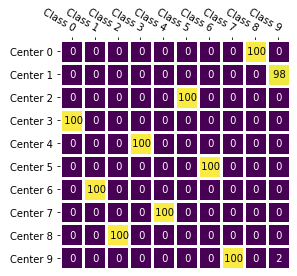 Class 0 Class 1 Class 2 Class 3 Class 4 Class 5 Class 6 Class 7 Class 8 Class 9
Center 0 0 0 0 0 0 0 0 0 100 0
Center 1 0 0 0 0 0 0 0 0 0 98
Center 2 0 0 0 0 0 100 0 0 0 0
Center 3 100 0 0 0 0 0 0 0 0 0
Center 4 0 0 0 100 0 0 0 0 0 0
Center 5 0 0 0 0 0 0 100 0 0 0
Center 6 0 100 0 0 0 0 0 0 0 0
Center 7 0 0 0 0 100 0 0 0 0 0
Center 8 0 0 100 0 0 0 0 0 0 0
Center 9 0 0 0 0 0 0 0 100 0 2